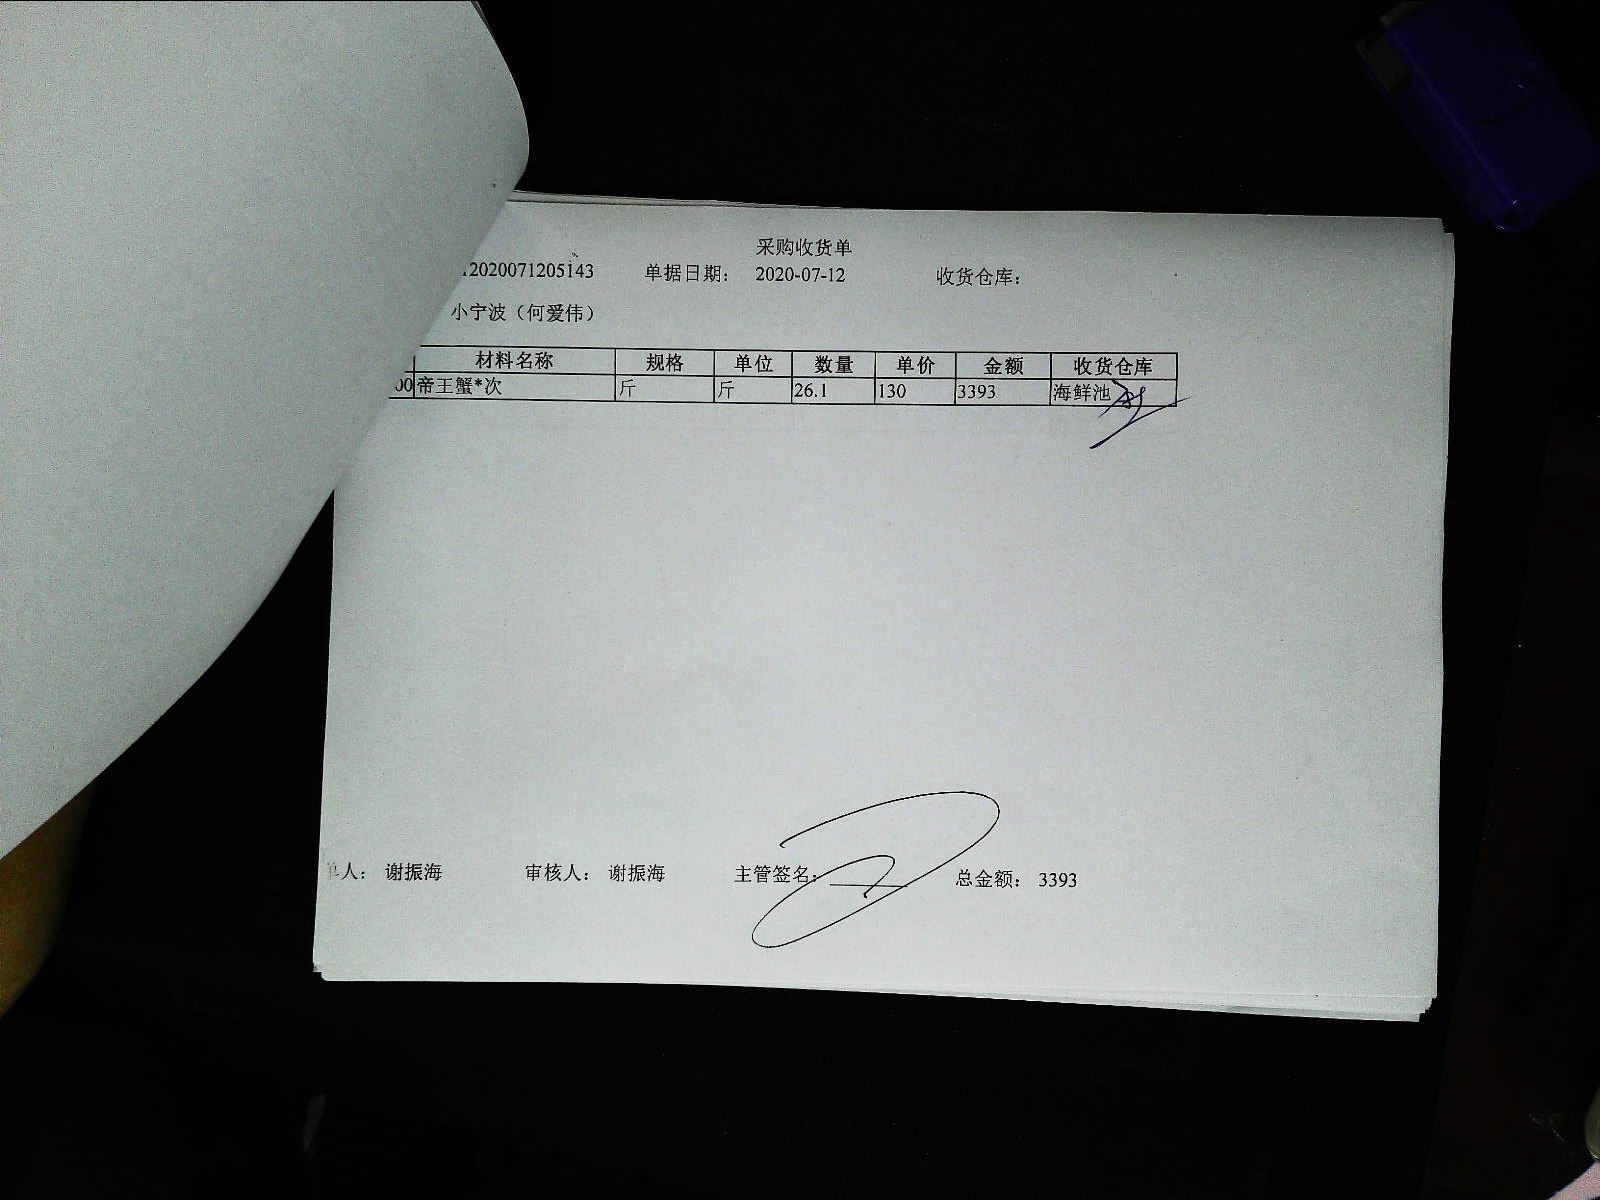 采购收货单
12020071205143 单据日期： 2020-07-12 收货仓库：
小宁波（何爱伟）
材料名称 规格 单位 数量 单价 金额 收货仓库
00 帝王蟹*次 斤 斤 26.1 130 3393 海鲜池
单人： 谢振海 审核人： 谢振海 主管签名： 总金额： 3393